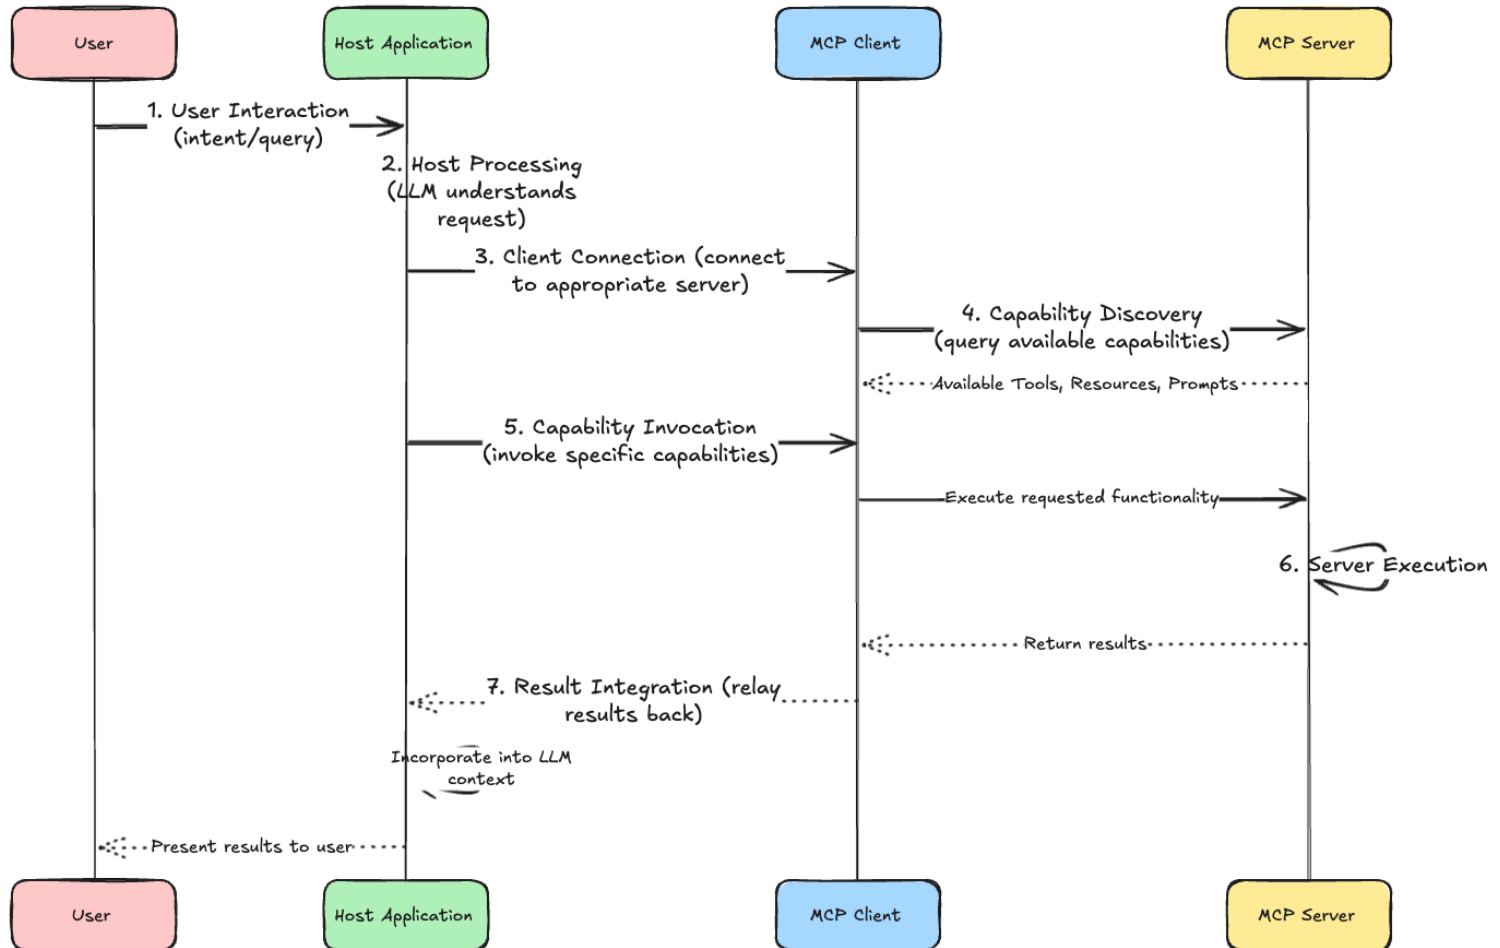 User
Host Application
MCP Client
MCP Server
1. User Interaction
(intent/query)
2. Host Processing
(LLM understands
request)
3. Client Connection (connect
to appropriate server)
4. Capability Discovery
(query available capabilities)
Available Tools, Resources, Prompts
5. Capability Invocation
(invoke specific capabilities)
Execute requested functionality
6. Server Execution
Return results
7. Result Integration (relay
results back)
Incorporate into LLM
context
Present results to user
User
Host Application
MCP Client
MCP Server